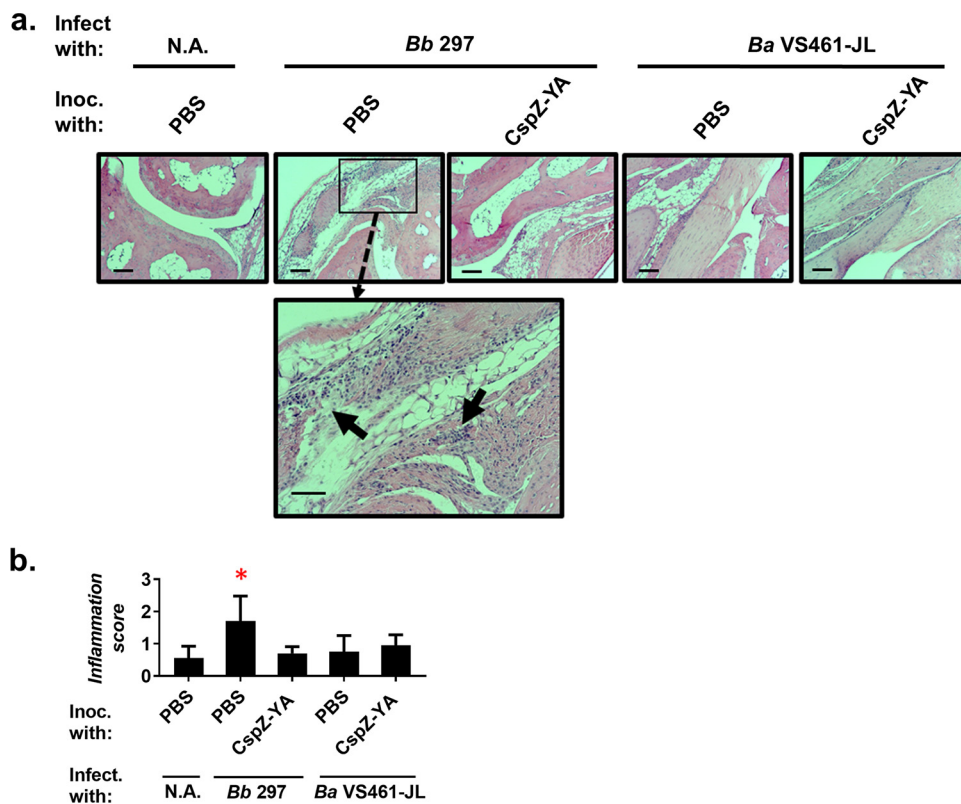 a.
Infect with:
N.A.
Bb 297
Ba VS461-JL
Inoc. with:
PBS
PBS
CspZ-YA
PBS
CspZ-YA
b.
Inflammation score
3
2
1
0
*
Inoc. with:
PBS
PBS
CspZ-YA
PBS
CspZ-YA
Infect. with:
N.A.
Bb 297
Ba VS461-JL